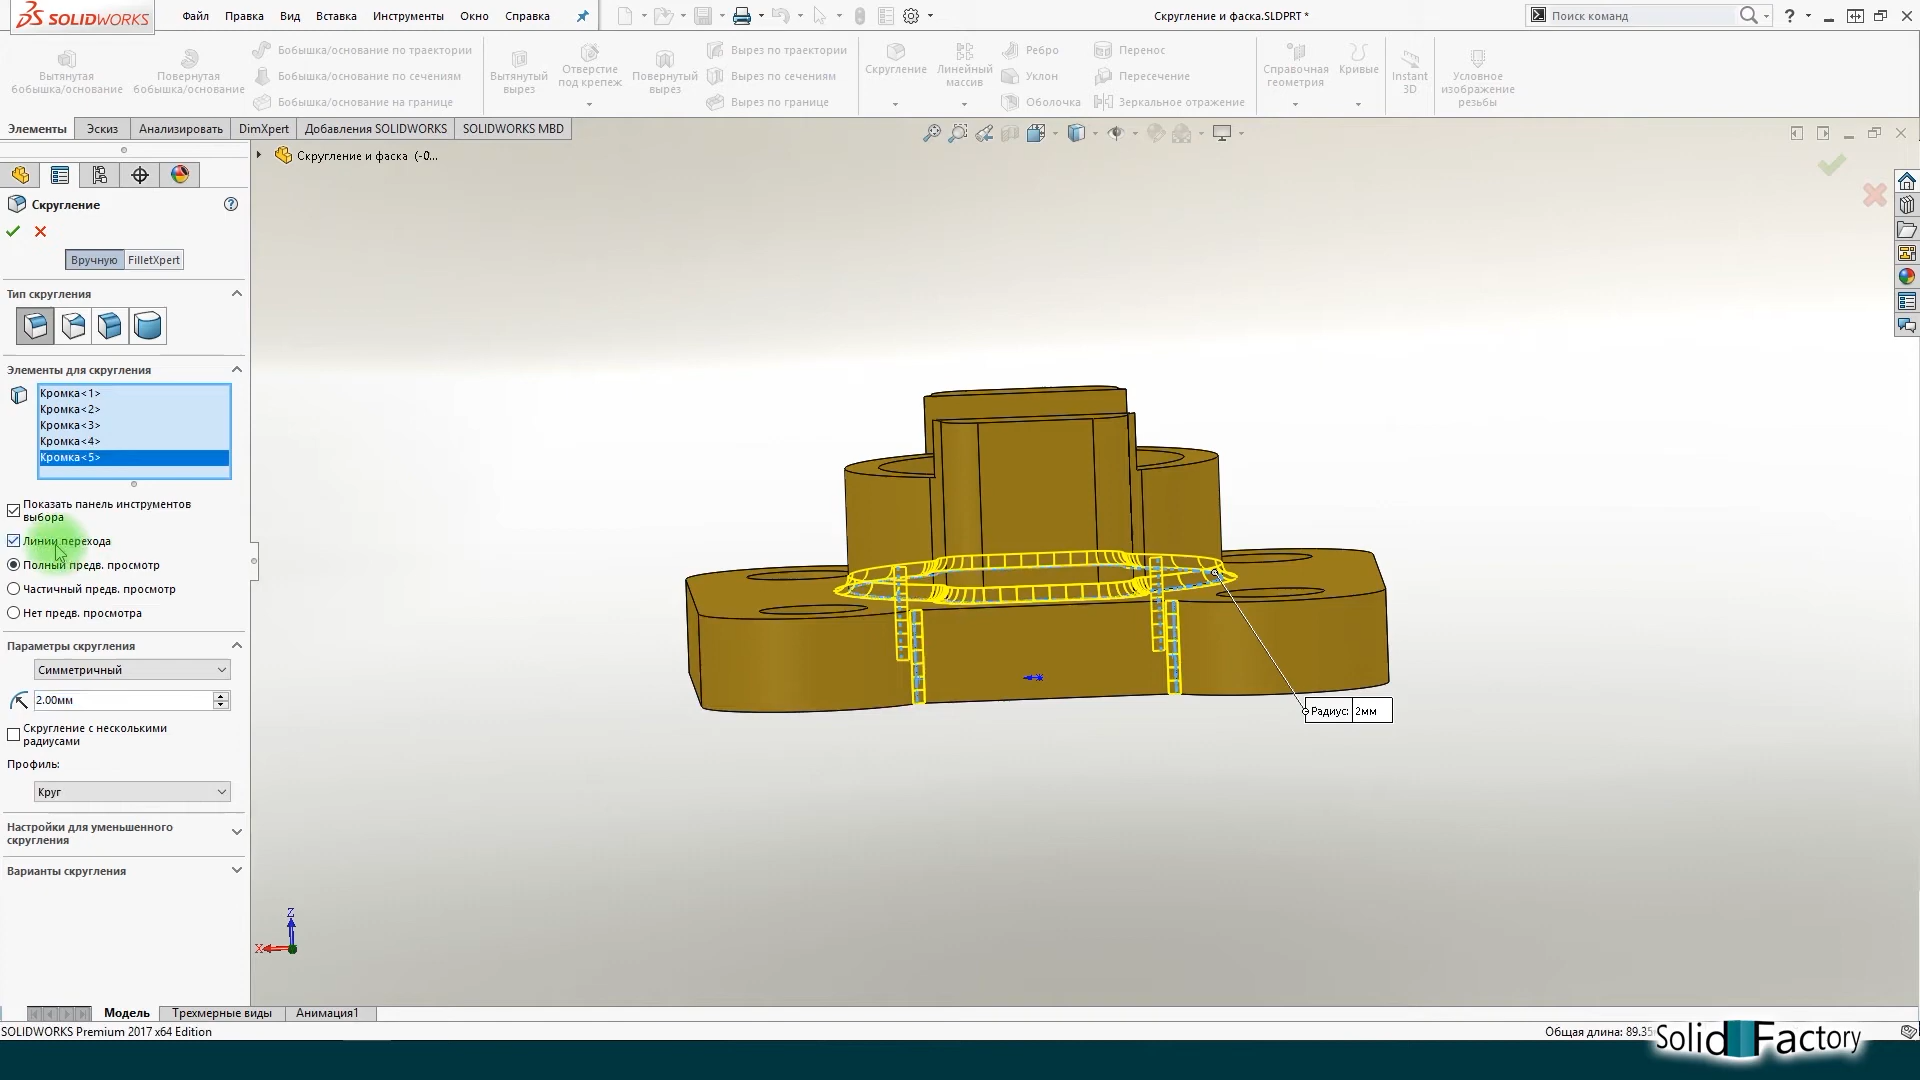 SOLIDWORKS
Файл Правка Вид Вставка Инструменты Окно Справка
Скругление и фаска.SLDPRT *
Поиск команд
Вытянутая бобышка/основание
Повернутая бобышка/основание
Бобышка/основание по траектории
Бобышка/основание по сечениям
Бобышка/основание на границе
Вытянутый вырез
Отверстие под крепеж
Повернутый вырез
Вырез по траектории
Вырез по сечениям
Вырез по границе
Скругление
Линейный массив
Ребро
Уклон
Оболочка
Перенос
Пересечение
Зеркальное отражение
Справочная геометрия
Кривые
Instant 3D
Условное изображение резьбы
Элементы Эскиз Анализировать DimXpert Добавления SOLIDWORKS SOLIDWORKS MBD
Скругление и фаска (-0...
Скругление
Вручную FilletXpert
Тип скругления
Элементы для скругления
Кромка<1>
Кромка<2>
Кромка<3>
Кромка<4>
Кромка<5>
Показать панель инструментов
выбора
Линии перехода
Полный предв. просмотр
Частичный предв. просмотр
Нет предв. просмотра
Параметры скругления
Симметричный
2.00мм
Скругление с несколькими
радиусами
Профиль:
Круг
Настройки для уменьшенного
скругления
Варианты скругления
Радиус: 2мм
Z
X
Модель Трехмерные виды Анимация1
SOLIDWORKS Premium 2017 x64 Edition
Общая длина: 89.35
Solid Factory